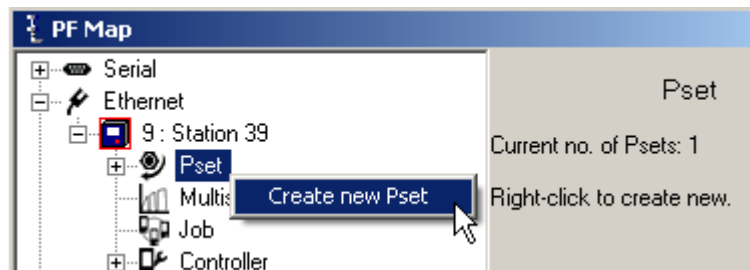 PF Map
Serial
Ethernet
9 : Station 39
Pset
Job
Controller
Create new Pset
Pset
Current no. of Psets: 1
Right-click to create new.